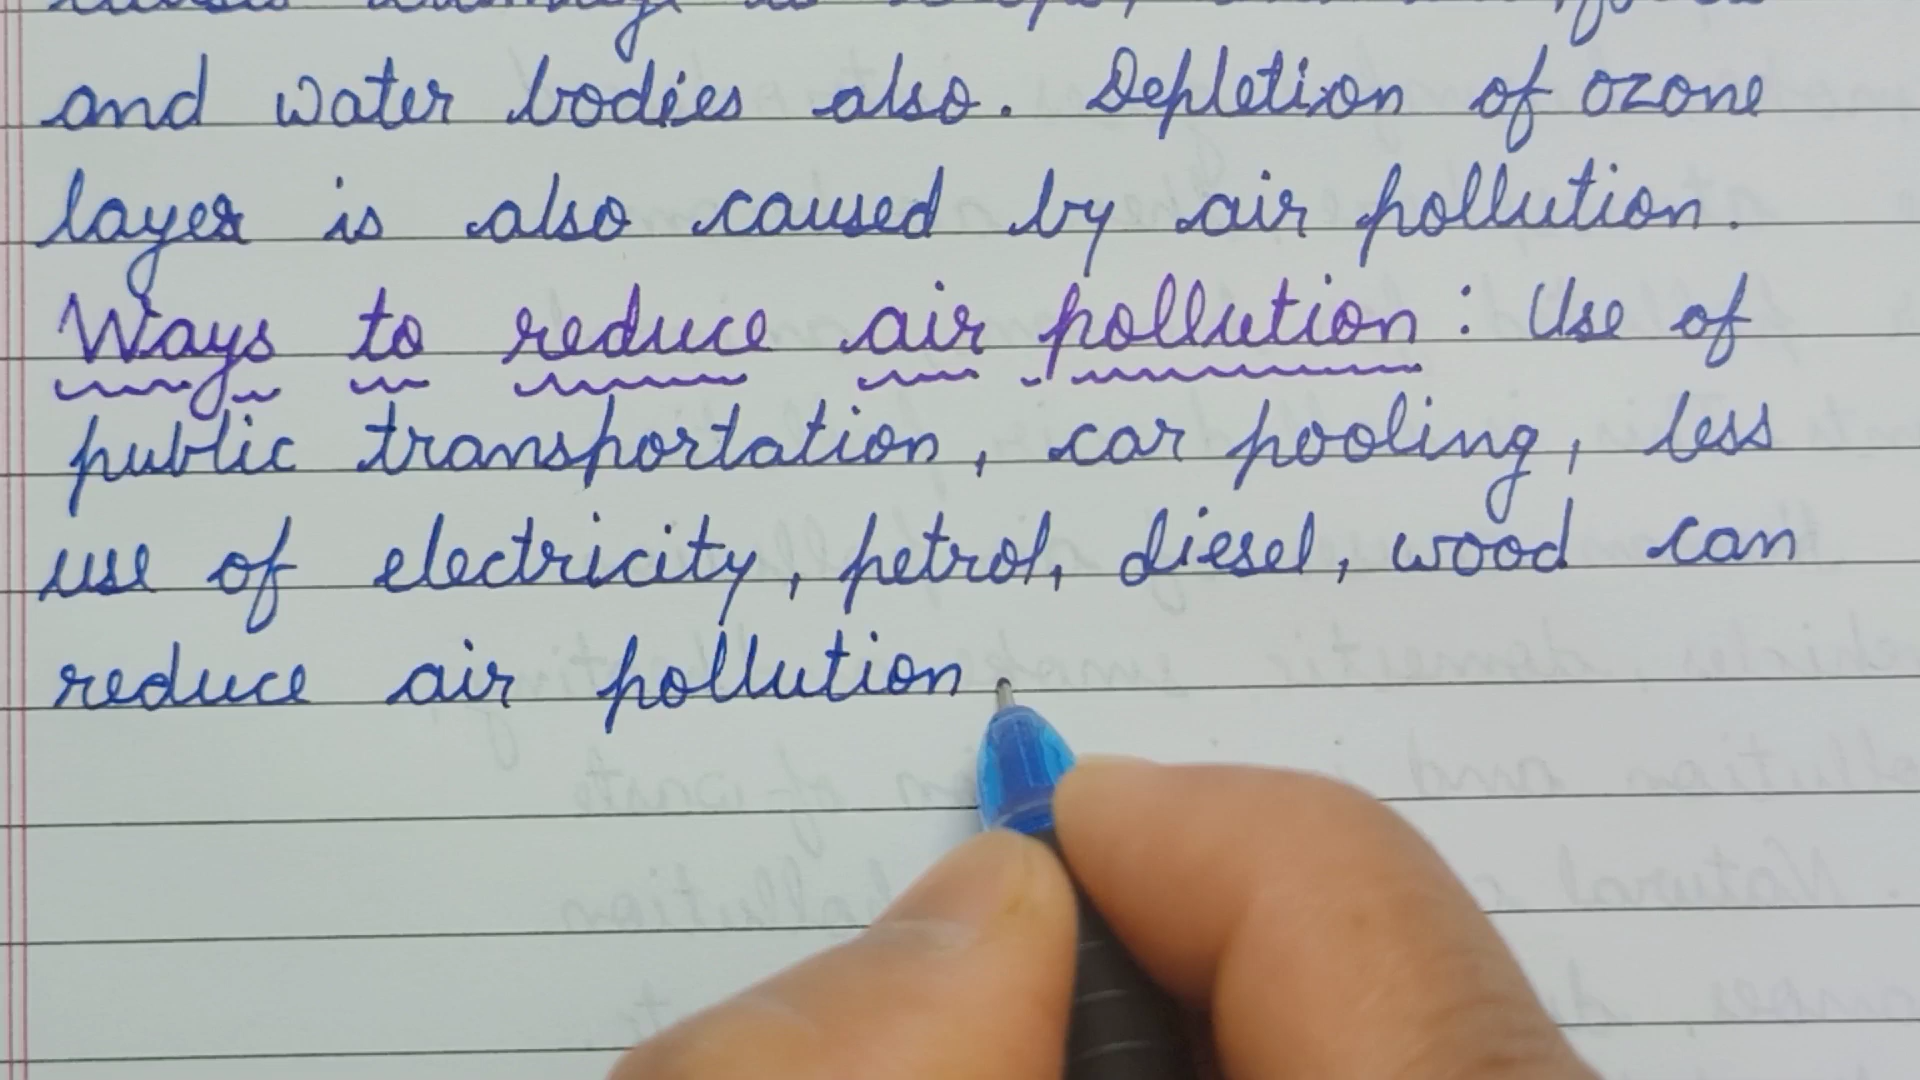 and water bodies also. Depletion of ozone
layer is also caused by air pollution.
Ways to reduce air pollution : Use of
public transportation, car pooling, less
use of electricity, petrol, diesel, wood can
reduce air pollution.